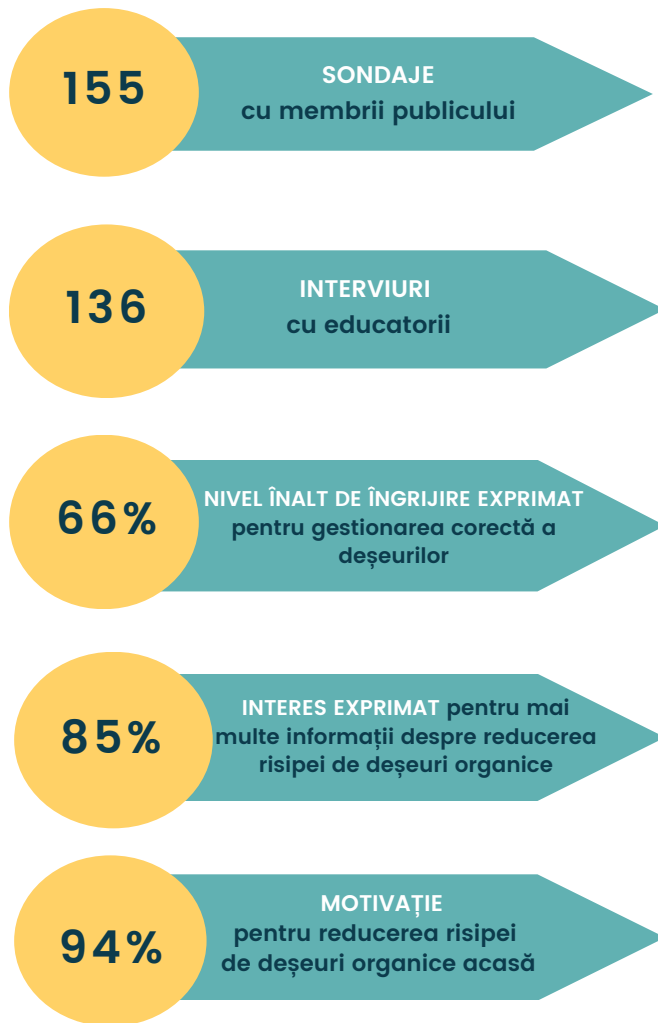 155
SONDAJE
cu membrii publicului
136
INTERVIURI
cu educatorii
66%
NIVEL ÎNALT DE ÎNGRIJIRE EXPRIMAT
pentru gestionarea corectă a
deșeurilor
85%
INTERES EXPRIMAT pentru mai
multe informații despre reducerea
risipei de deșeuri organice
94%
MOTIVAȚIE
pentru reducerea risipei
de deșeuri organice acasă